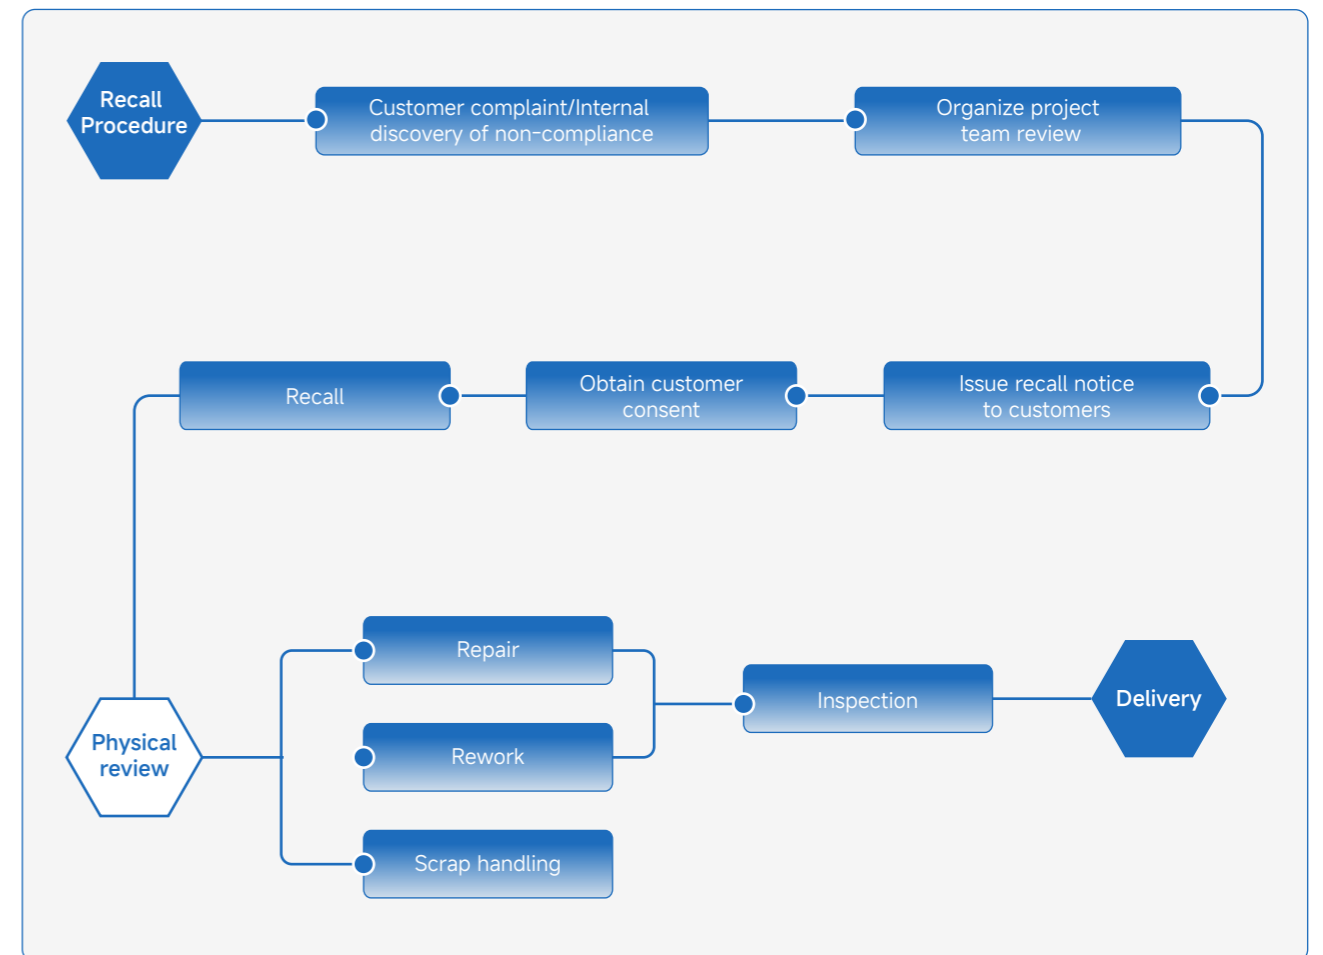 Recall
Procedure
Customer complaint/Internal
discovery of non-compliance
Organize project
team review
Issue recall notice
to customers
Obtain customer
consent
Recall
Physical
review
Repair
Rework
Scrap handling
Inspection
Delivery